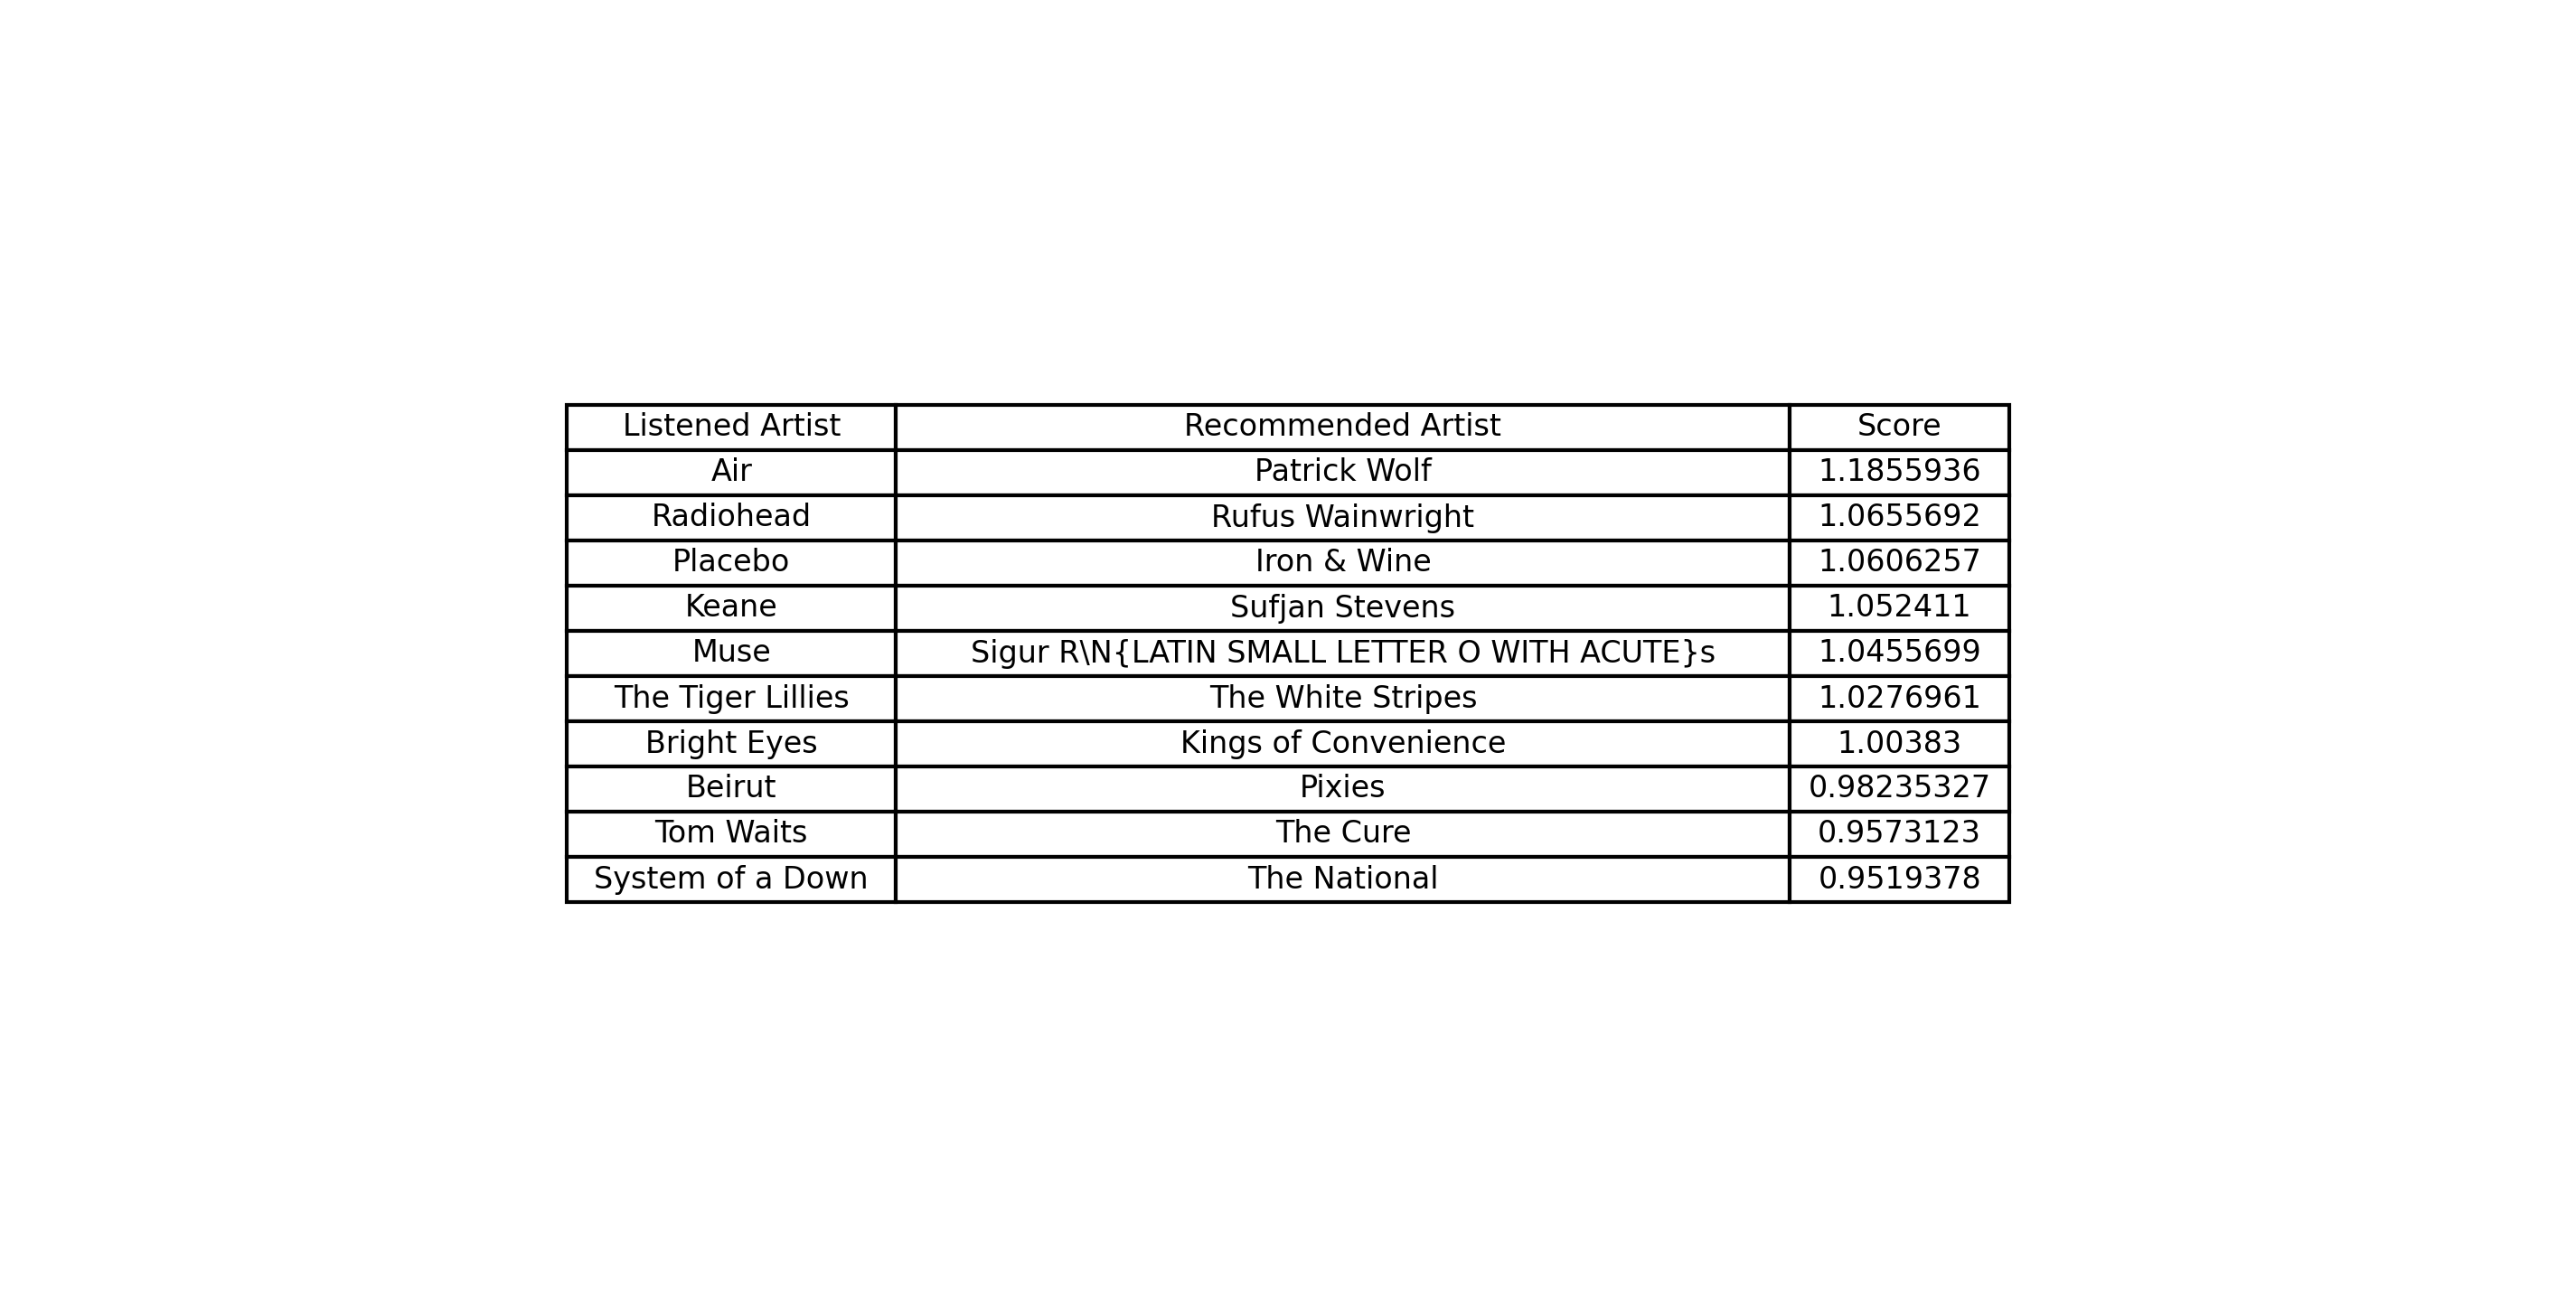 Listened Artist Recommended Artist Score
Air Patrick Wolf 1.1855936
Radiohead Rufus Wainwright 1.0655692
Placebo Iron & Wine 1.0606257
Keane Sufjan Stevens 1.052411
Muse Sigur R\N{LATIN SMALL LETTER O WITH ACUTE}s 1.0455699
The Tiger Lillies The White Stripes 1.0276961
Bright Eyes Kings of Convenience 1.00383
Beirut Pixies 0.98235327
Tom Waits The Cure 0.9573123
System of a Down The National 0.9519378